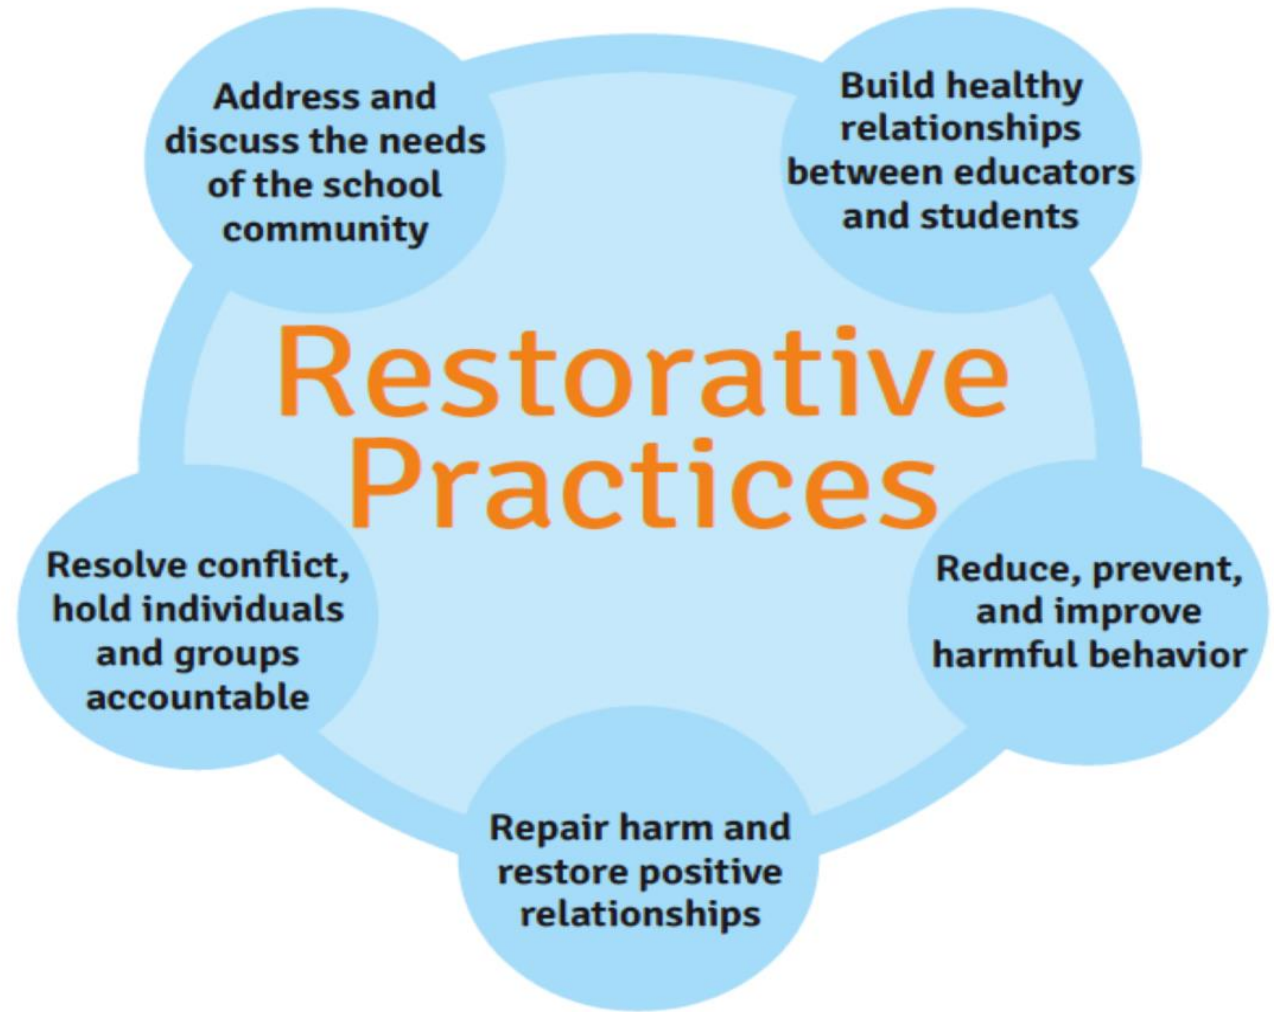 Address and
discuss the needs
of the school
community
Build healthy
relationships
between educators
and students
Restorative
Practices
Resolve conflict,
hold individuals
and groups
accountable
Reduce, prevent,
and improve
harmful behavior
Repair harm and
restore positive
relationships